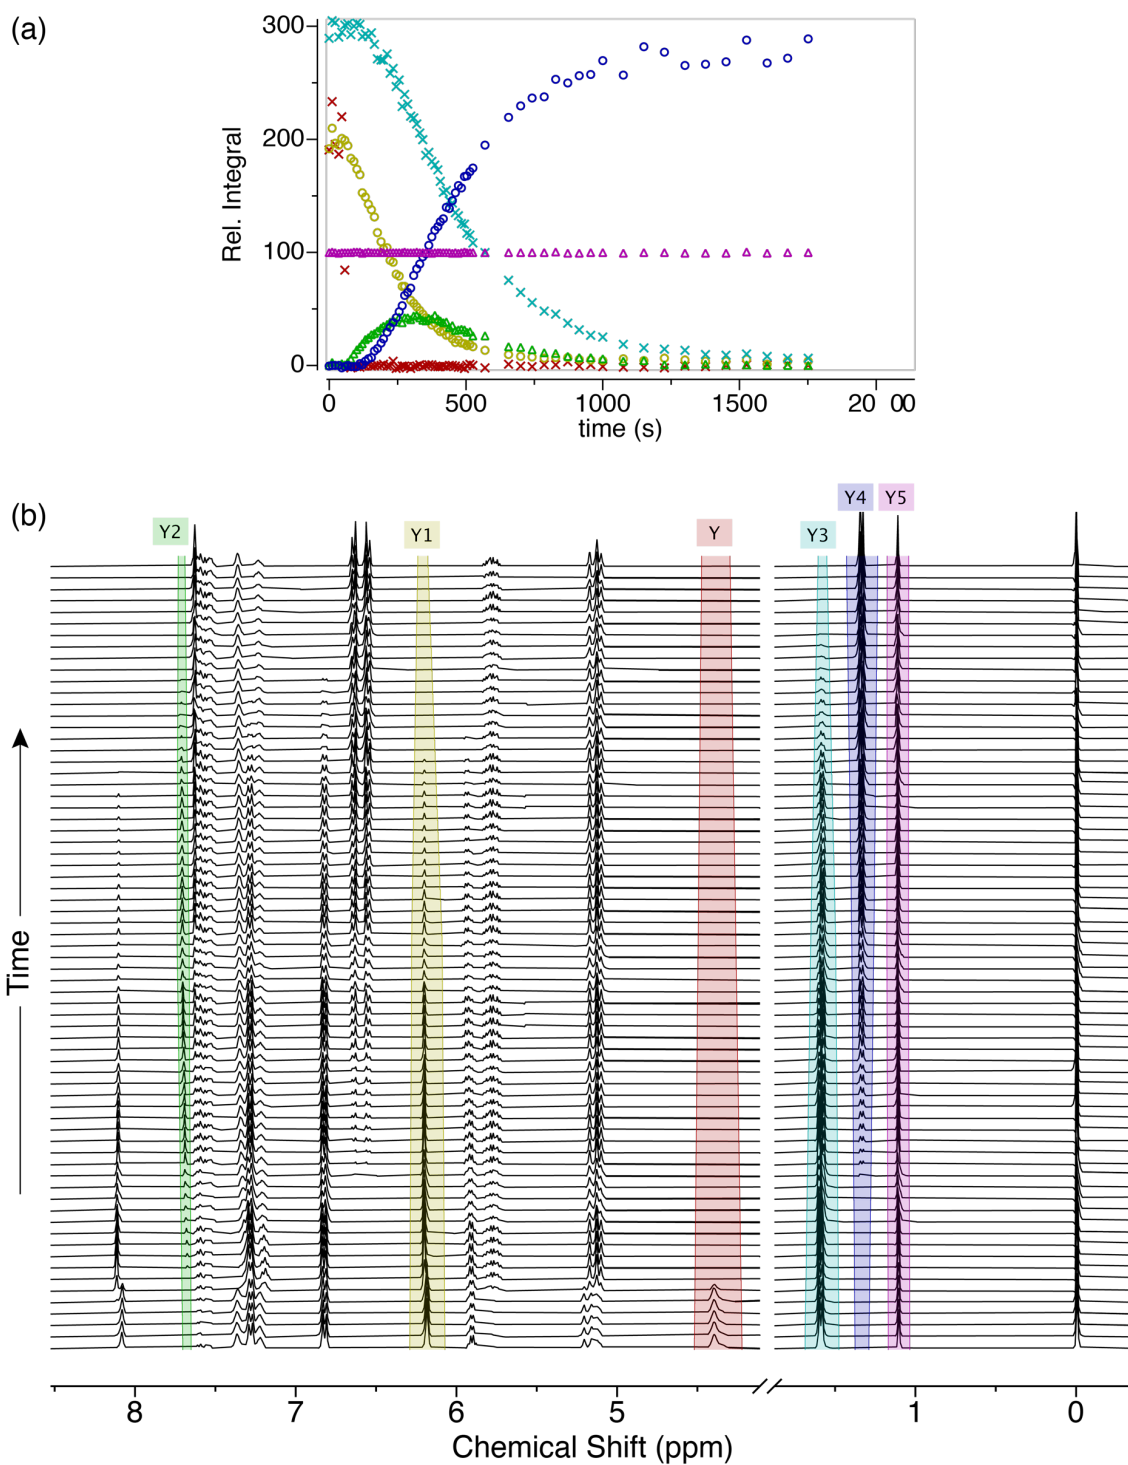 (a)
300
200
100
0
Rel. Integral
0 500 1000 1500 20 00
time (s)
(b)
Y2 Y1 Y Y3 Y4 Y5
Time
8 7 6 5 1 0
Chemical Shift (ppm)